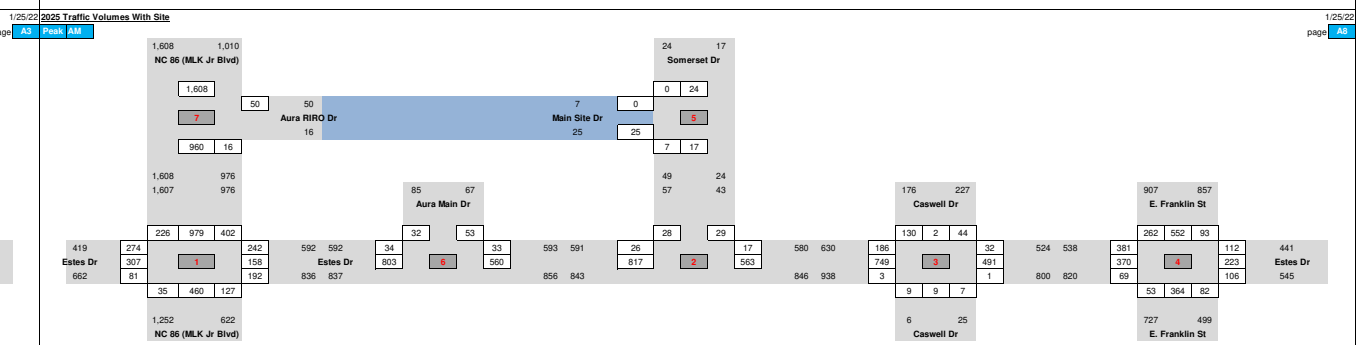 1/25/22 2025 Traffic Volumes With Site 1/25/22
age A3 Peak AM page A8
1,608 1,010 24 17
NC 86 (MLK Jr Blvd) Somerset Dr
1,608 0 24
50 50 7 0
7 Aura RIRO Dr Main Site Dr 5
16 25 25
960 16 7 17
1,608 976 49 24
1,607 976 85 67 57 43 176 227 907 857
Aura Main Dr Caswell Dr E. Franklin St
226 979 402 32 53 28 29 130 2 44 262 552 93
419 274 242 592 592 34 33 593 591 26 17 580 630 186 32 524 538 381 112 441
Estes Dr 307 1 158 Estes Dr 803 6 560 817 2 563 749 3 491 370 4 223 Estes Dr
662 81 192 836 837 856 843 846 938 3 1 800 820 69 106 545
35 460 127 9 9 7 53 364 82
1,252 622 6 25 727 499
NC 86 (MLK Jr Blvd) Caswell Dr E. Franklin St